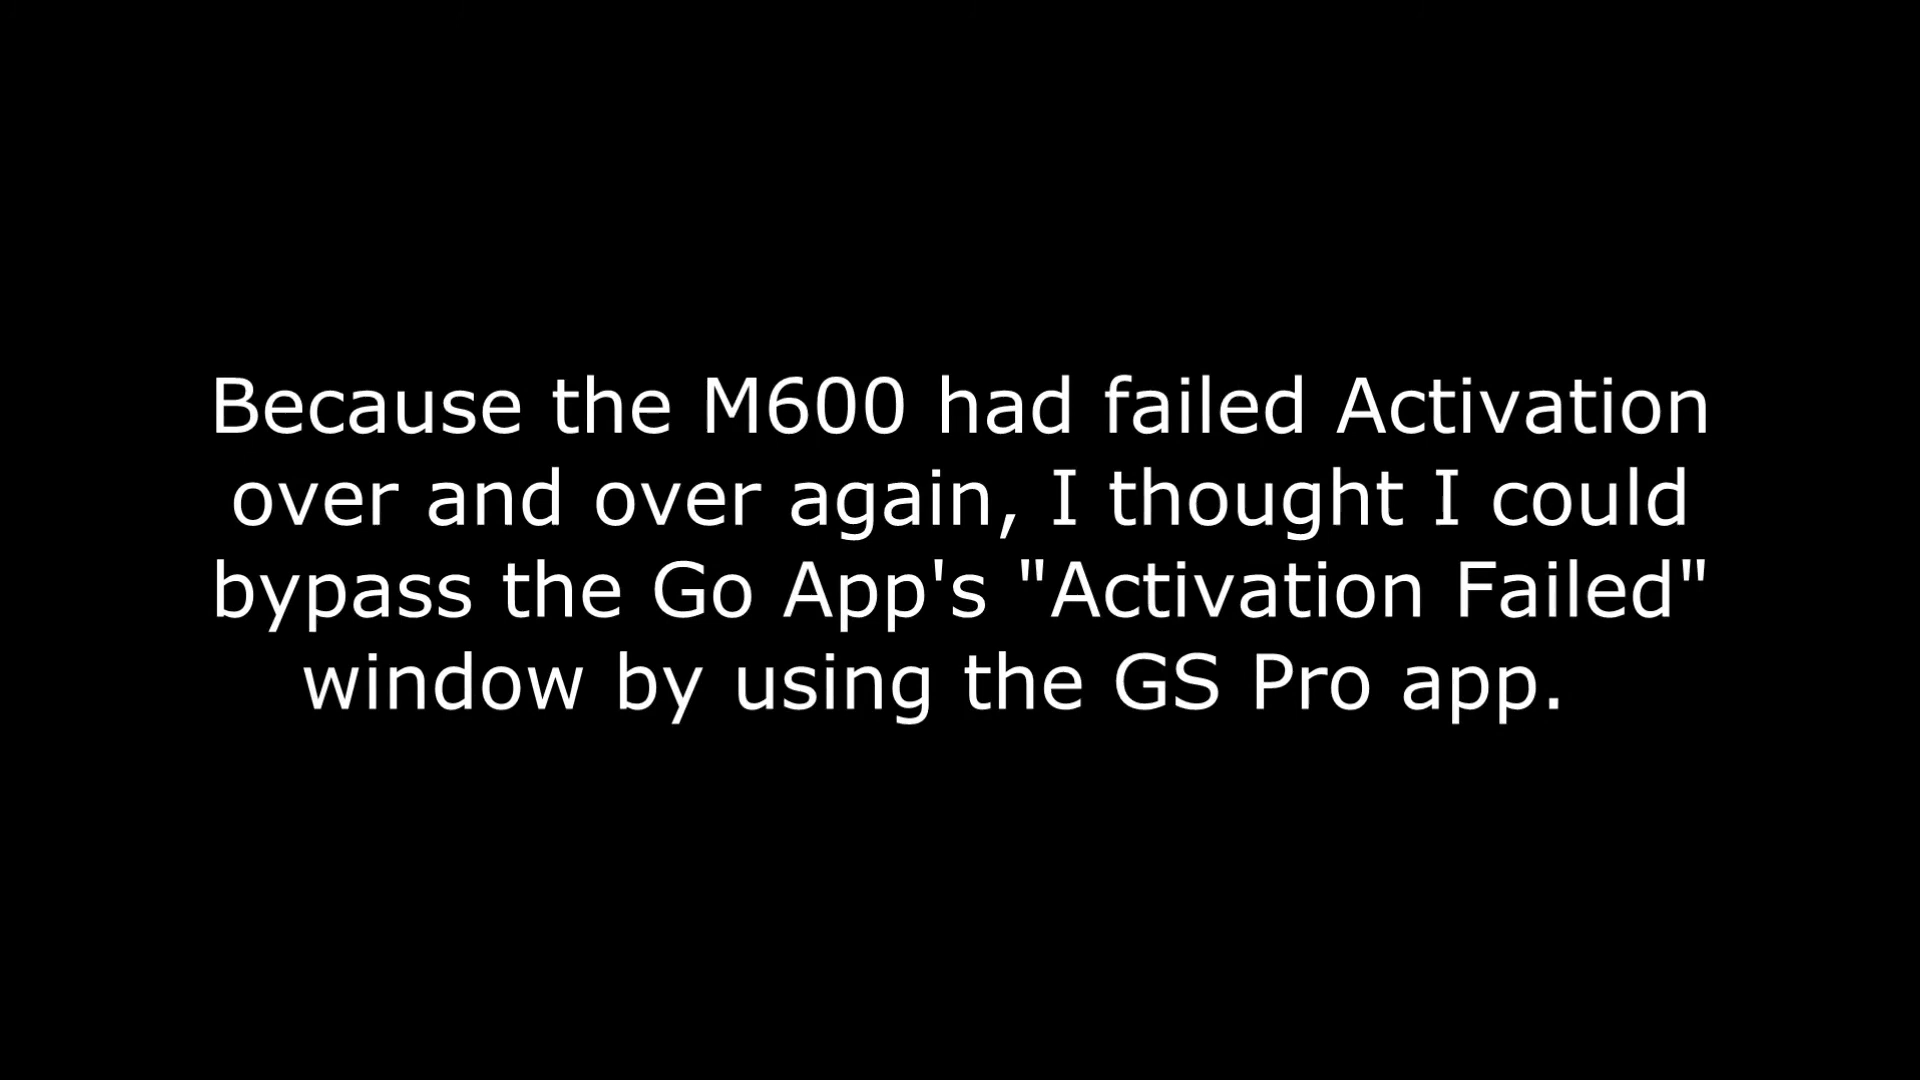 Because the M600 had failed Activation
over and over again, I thought I could
bypass the Go App's "Activation Failed"
window by using the GS Pro app.